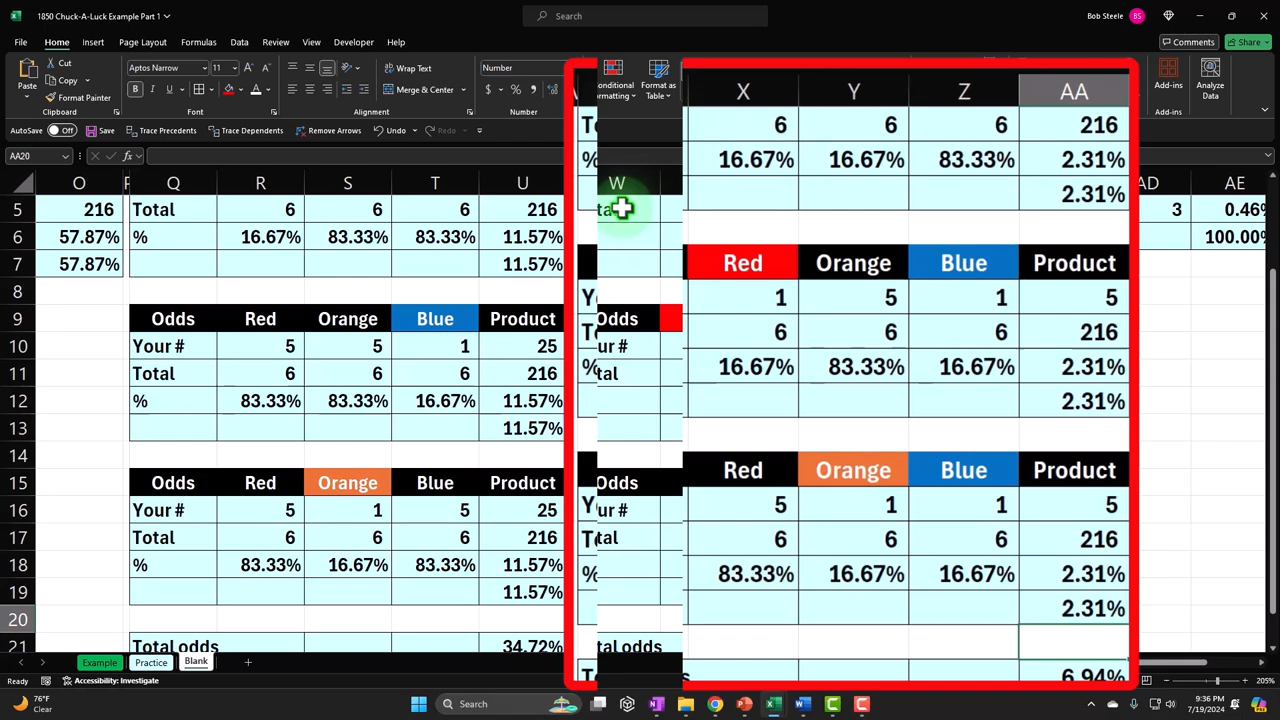 1850 Chuck-A-Luck Example Part 1
Search
Bob Steele BS
File Home Insert Page Layout Formulas Data Review View Developer Help
Comments Share
Paste Cut Copy Format Painter
Aptos Narrow 11
Wrap Text
Merge & Center
Number
Conditional Formatting
Format as Table
Add-ins
Analyze Data
Clipboard Font Alignment
AutoSave Off Save Trace Precedents Trace Dependents Remove Arrows Undo Redo
AA20
O Q R S T U W AD AE
5 216 Total 6 6 6 216 3 0.46%
6 57.87% % 16.67% 83.33% 83.33% 11.57% 100.00%
7 57.87% 11.57%
8
9 Odds Red Orange Blue Product Odds
10 Your # 5 5 1 25 ur #
11 Total 6 6 6 216 tal
12 % 83.33% 83.33% 16.67% 11.57%
13 11.57%
14
15 Odds Red Orange Blue Product Odds
16 Your # 5 1 5 25 ur #
17 Total 6 6 6 216 tal
18 % 83.33% 16.67% 83.33% 11.57%
19 11.57%
20
21 Total odds 34.72% tal odds
X Y Z AA
6 6 6 216
% 16.67% 16.67% 83.33% 2.31%
2.31%
Red Orange Blue Product
1 5 1 5
6 6 6 216
% 16.67% 83.33% 16.67% 2.31%
2.31%
Red Orange Blue Product
5 1 1 5
6 6 6 216
% 83.33% 16.67% 16.67% 2.31%
2.31%
6.94%
Example Practice Blank
Ready Accessibility: Investigate 205%
76°F
Clear
Search
9:36 PM
7/19/2024